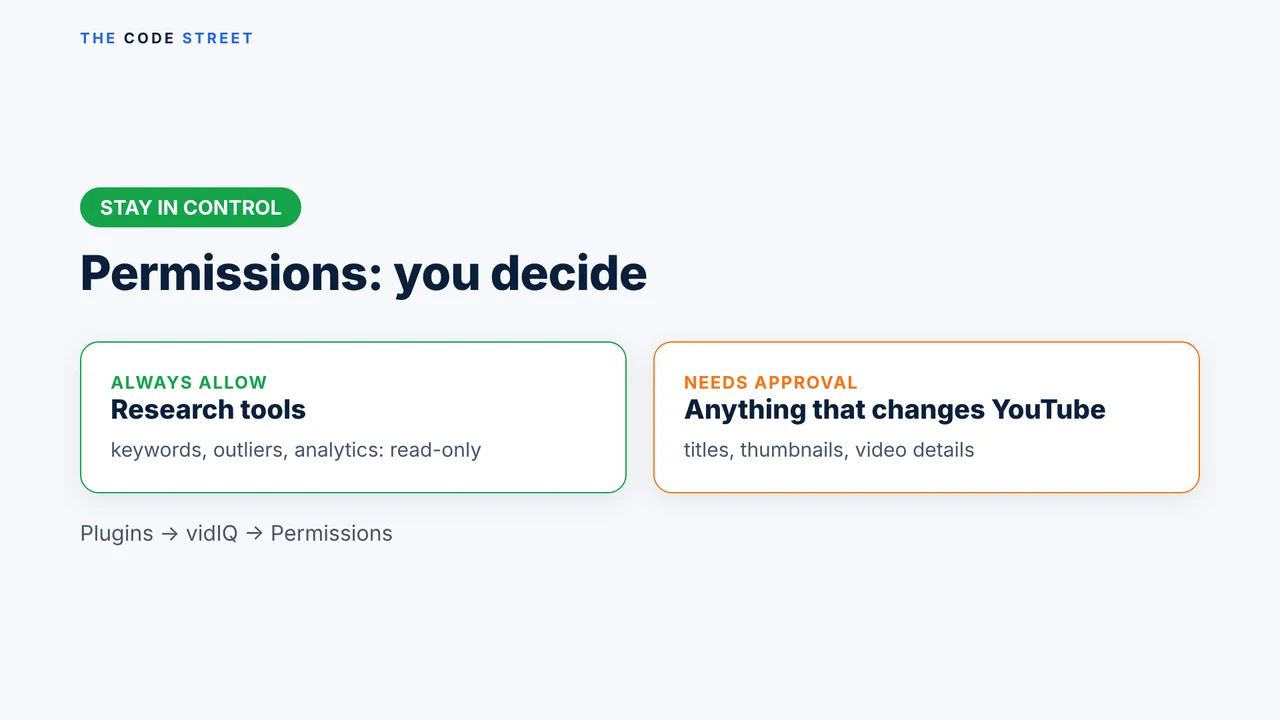 THE CODE STREET
STAY IN CONTROL
Permissions: you decide
ALWAYS ALLOW
Research tools
keywords, outliers, analytics: read-only
NEEDS APPROVAL
Anything that changes YouTube
titles, thumbnails, video details
Plugins → vidIQ → Permissions